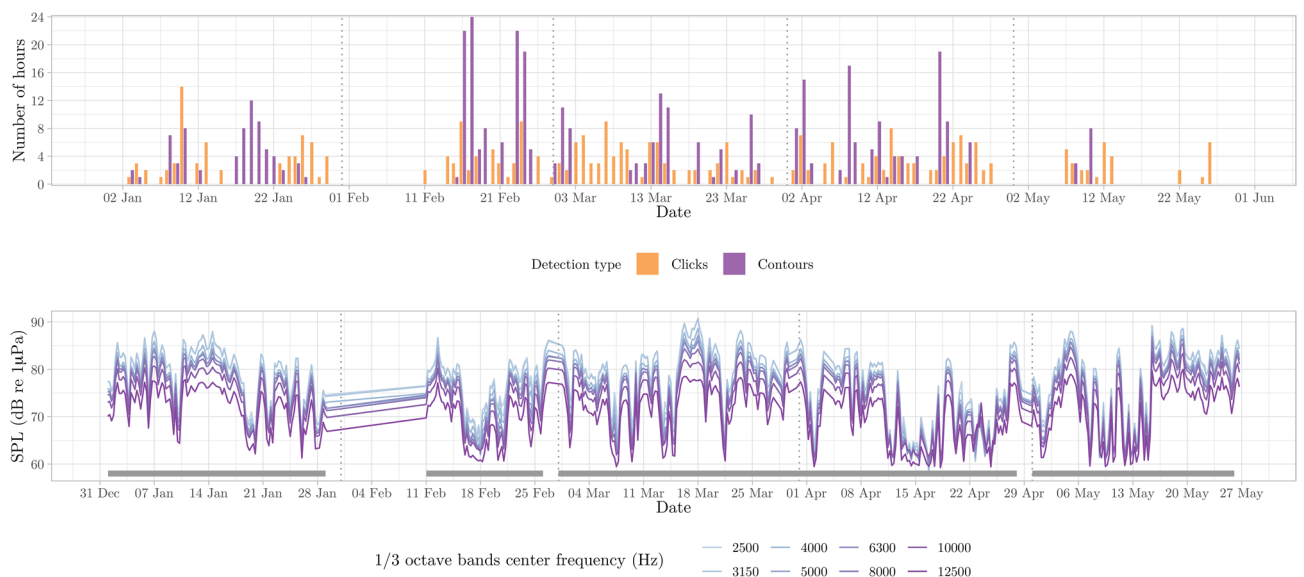 24
20
16
12
8
4
0
Number of hours
02 Jan 12 Jan 22 Jan 01 Feb 11 Feb 21 Feb 03 Mar 13 Mar 23 Mar 02 Apr 12 Apr 22 Apr 02 May 12 May 22 May 01 Jun
Date
Detection type Clicks Contours
90
80
70
60
SPL (dB re 1μPa)
31 Dec 07 Jan 14 Jan 21 Jan 28 Jan 04 Feb 11 Feb 18 Feb 25 Feb 04 Mar 11 Mar 18 Mar 25 Mar 01 Apr 08 Apr 15 Apr 22 Apr 29 Apr 06 May 13 May 20 May 27 May
Date
1/3 octave bands center frequency (Hz)
2500 4000 6300 10000
3150 5000 8000 12500